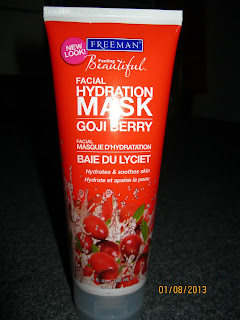 NEW LOOK!
FREEMAN
Feeling
Beautiful
FACIAL
HYDRATION
MASK
GOJI BERRY
FACIAL
MASQUE D'HYDRATATION
BAIE DU LYCIET
Hydrates & soothes skin
Hydrate et apaise la peau
01/08/2013